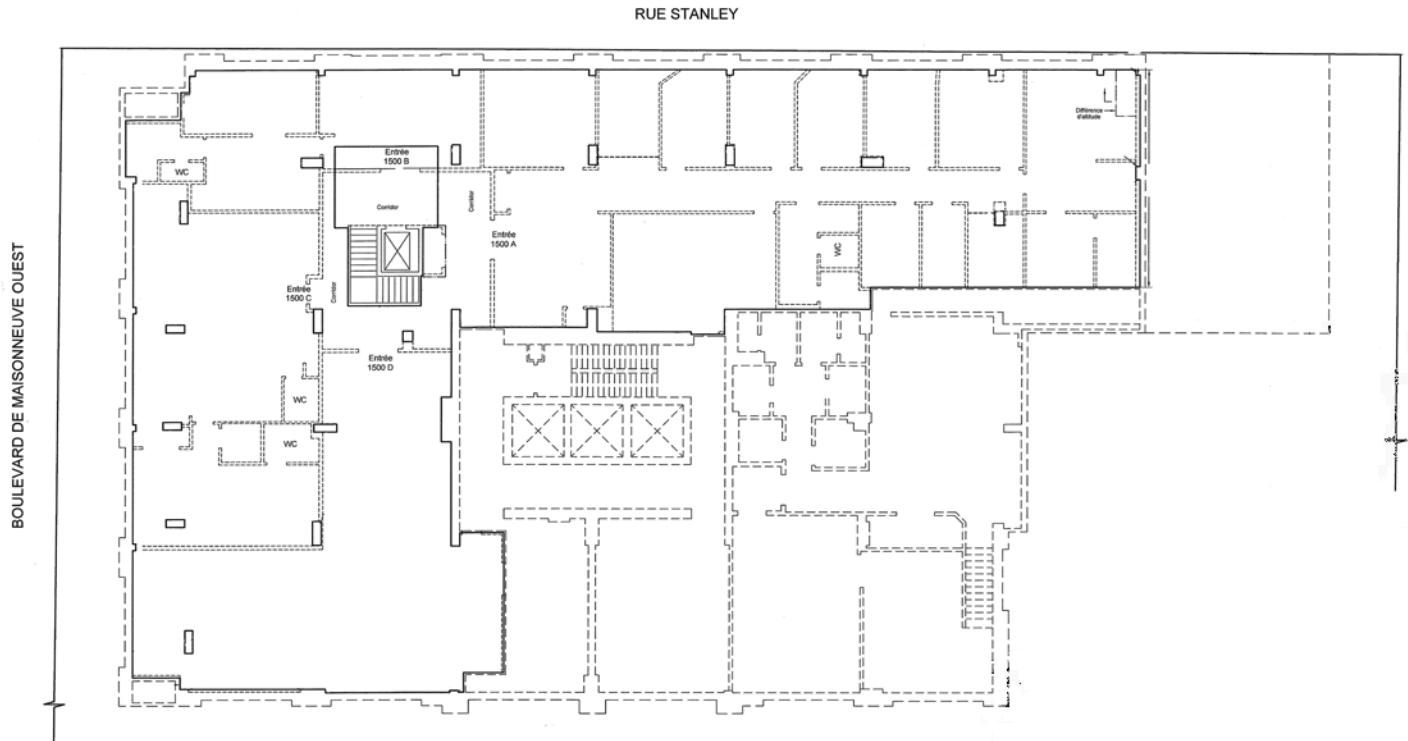 RUE STANLEY
Différence
d'altitude
Entrée
1500 B
WC
Corridor
Corridor
Entrée
1500 A
WC
BOULEVARD DE MAISONNEUVE OUEST
Entrée
1500 C
Corridor
Entrée
1500 D
WC
WC